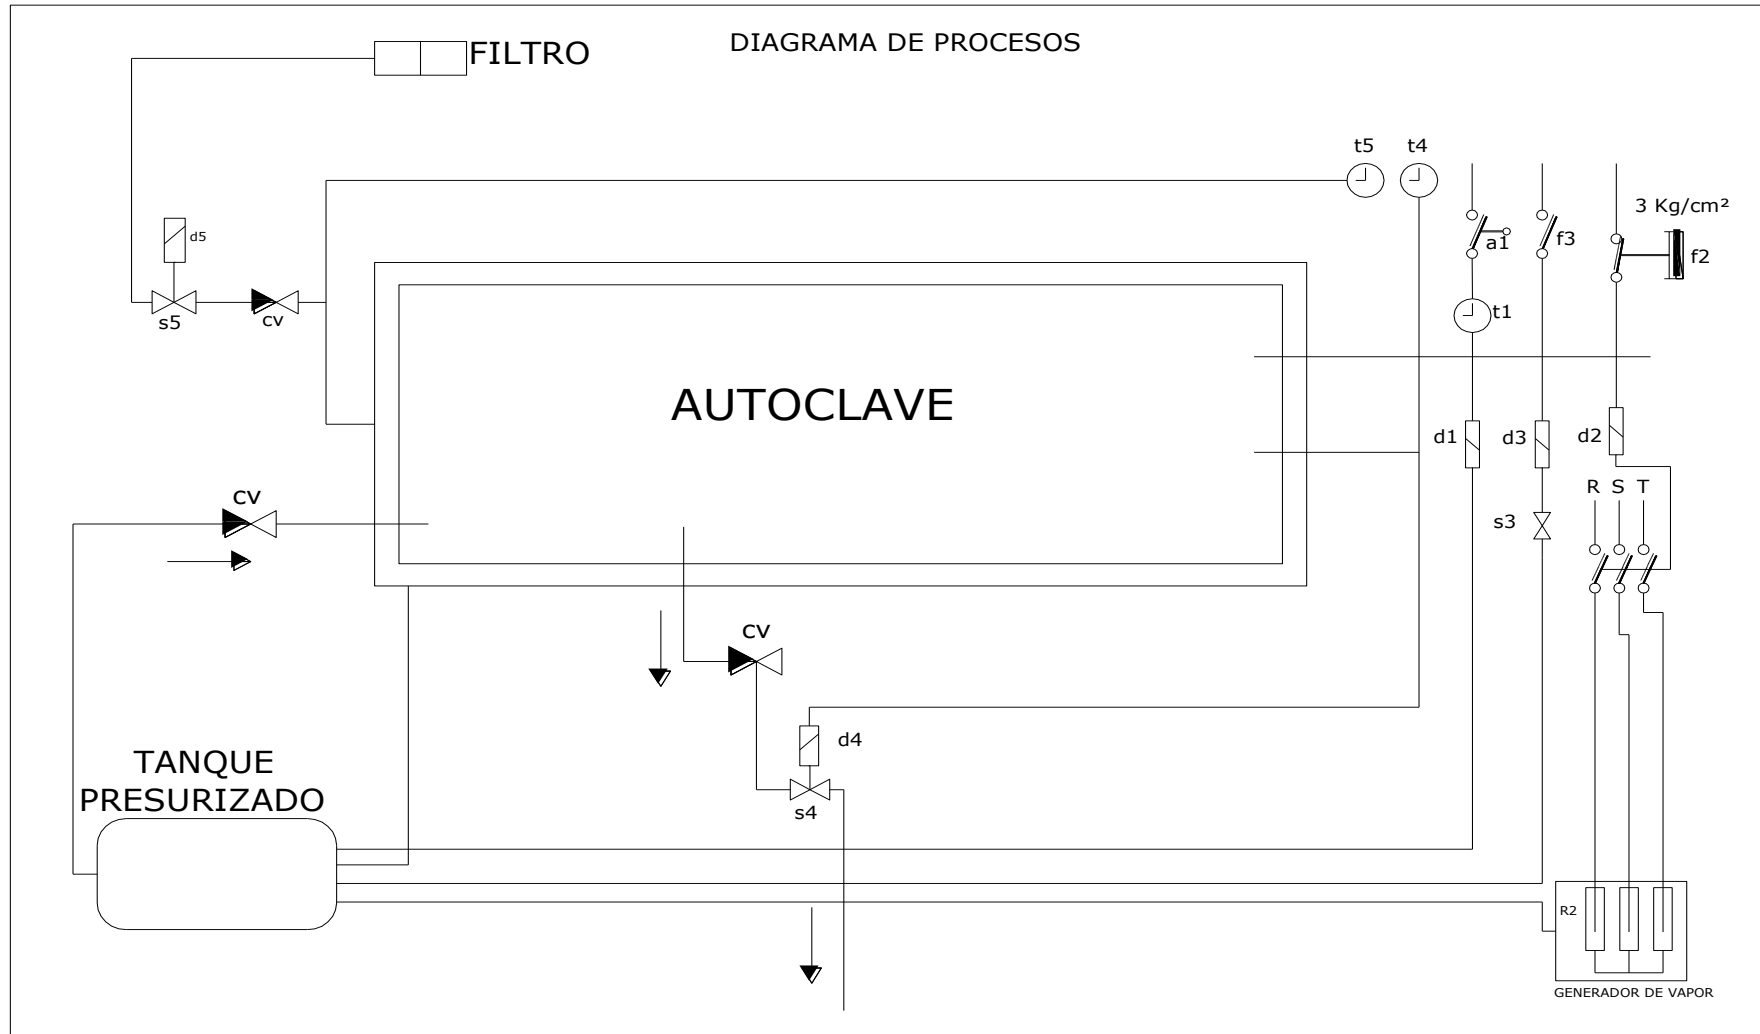 DIAGRAMA DE PROCESOS
FILTRO
t5
t4
3 Kg/cm²
d5
a1
f3
f2
s5
cv
t1
AUTOCLAVE
d1
d3
d2
R S T
cv
s3
cv
d4
TANQUE
PRESURIZADO
s4
R2
GENERADOR DE VAPOR